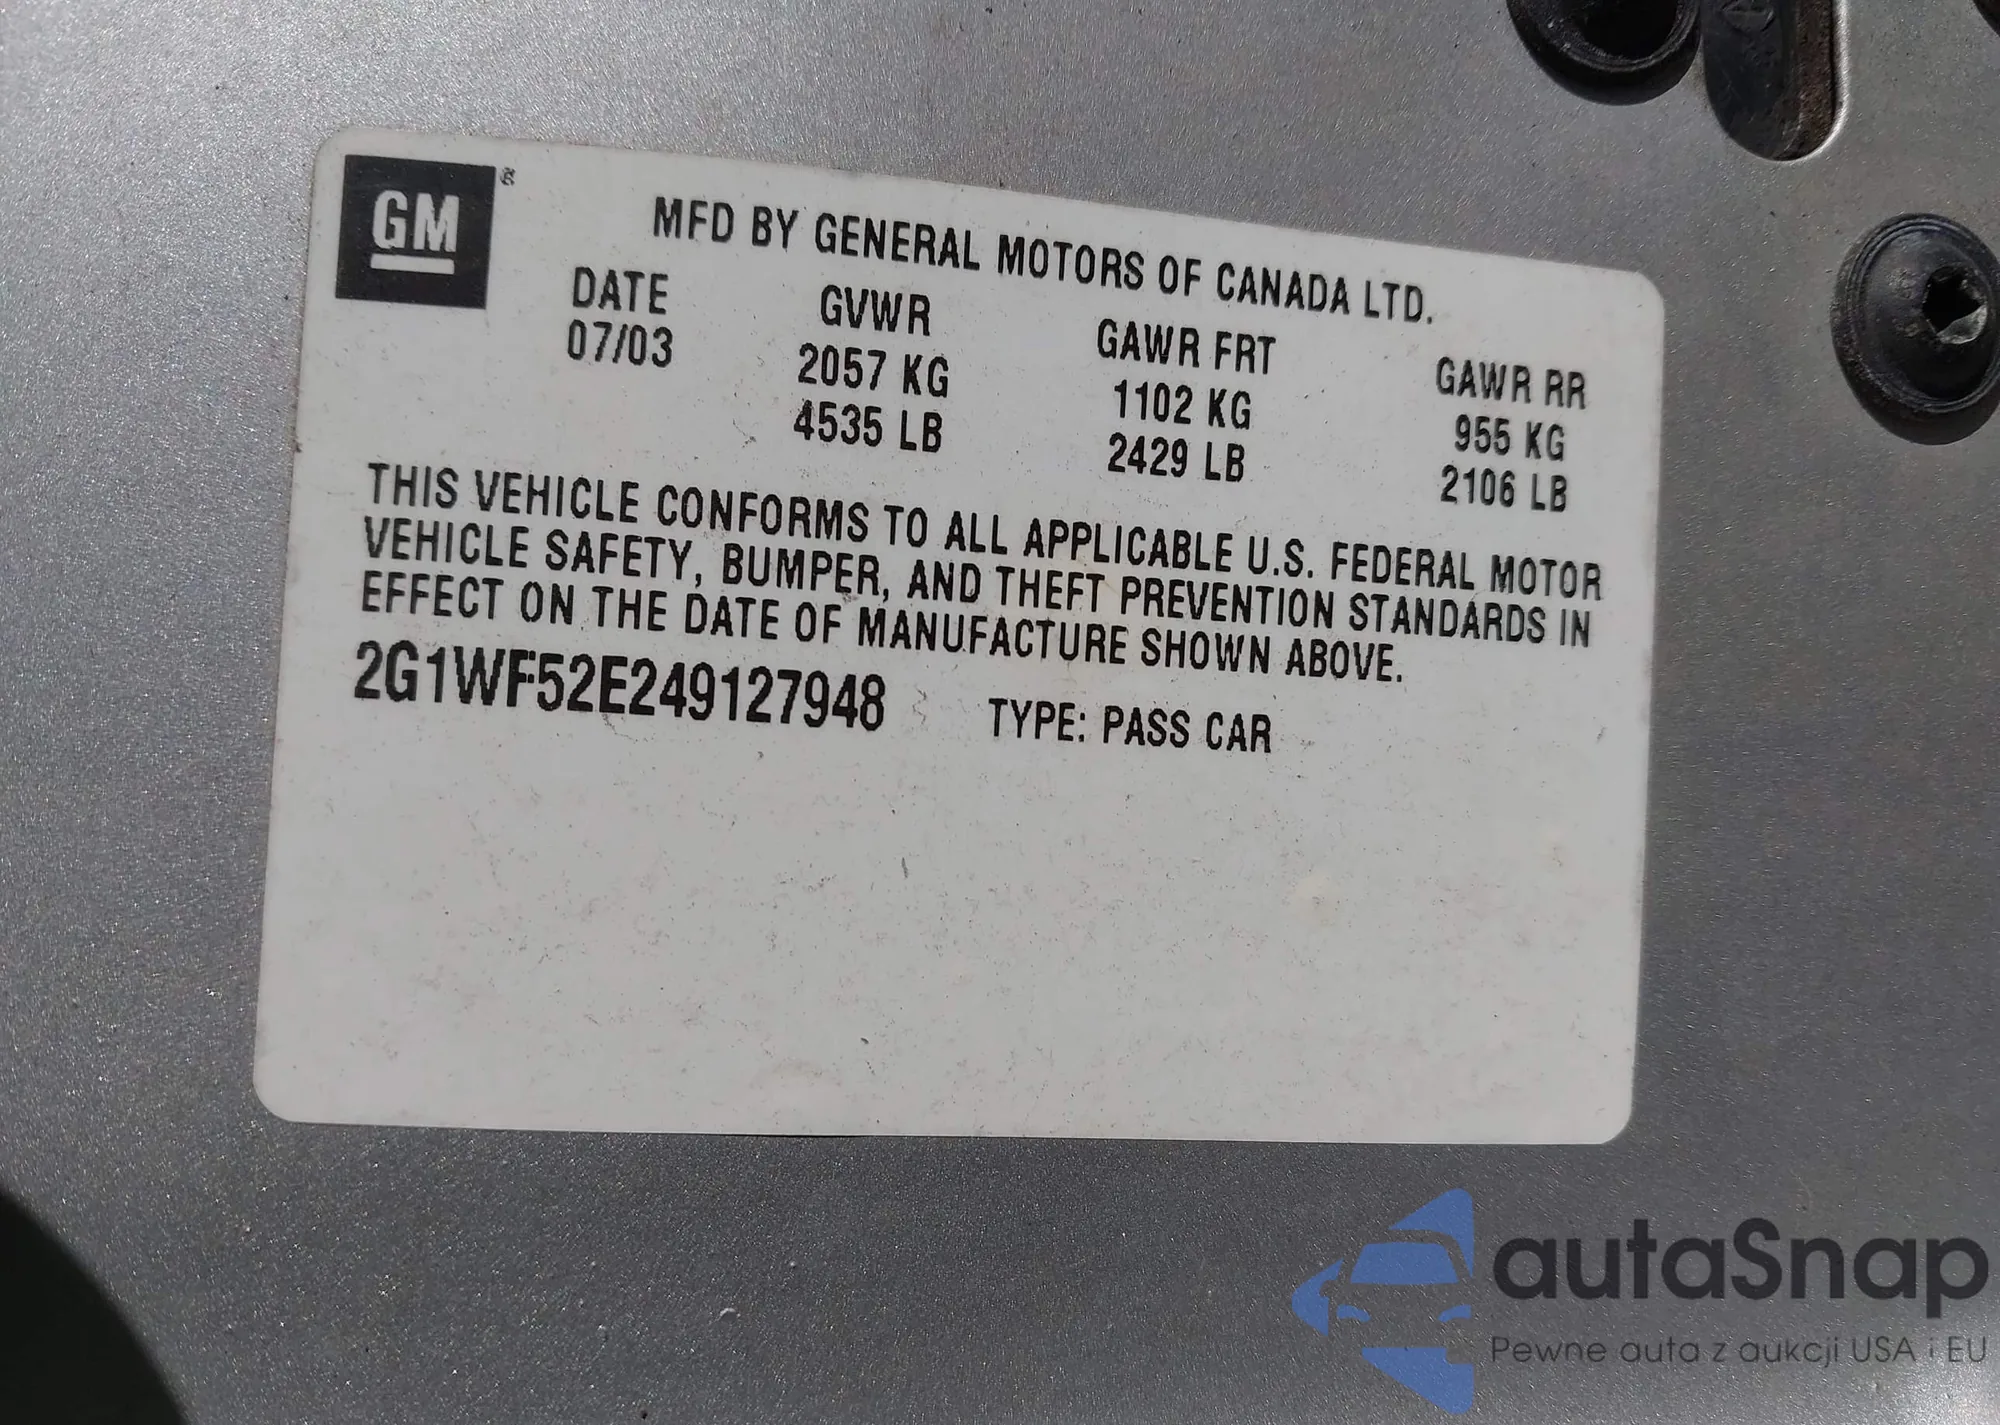 GM
MFD BY GENERAL MOTORS OF CANADA LTD.
DATE GVWR GAWR FRT GAWR RR
07/03 2057 KG 1102 KG 955 KG
4535 LB 2429 LB 2106 LB
THIS VEHICLE CONFORMS TO ALL APPLICABLE U.S. FEDERAL MOTOR
VEHICLE SAFETY, BUMPER, AND THEFT PREVENTION STANDARDS IN
EFFECT ON THE DATE OF MANUFACTURE SHOWN ABOVE.
2G1WF52E249127948 TYPE: PASS CAR
autaSnap
Pewne auta z aukcji USA i EU